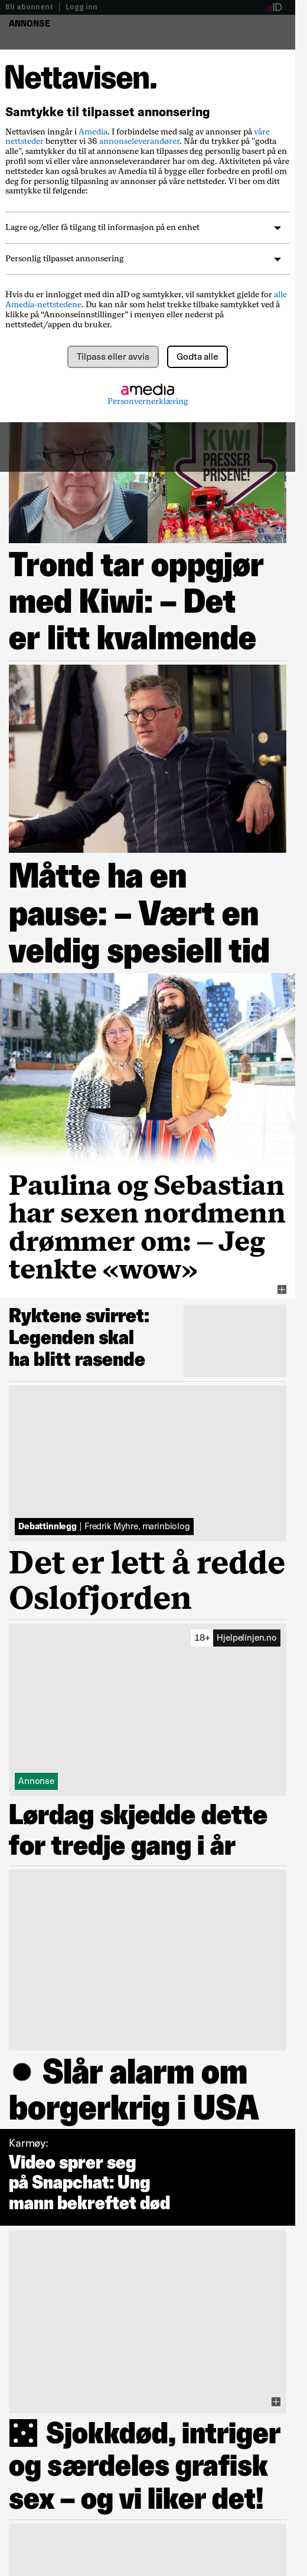 Bli abonnent | Logg inn
aID
ANNONSE
Nettavisen.
Samtykke til tilpasset annonsering
Nettavisen inngår i Amedia. I forbindelse med salg av annonser på våre
nettsteder benytter vi 36 annonseleverandører. Når du trykker på "godta
alle", samtykker du til at annonsene kan tilpasses deg personlig basert på en
profil som vi eller våre annonseleverandører har om deg. Aktiviteten på våre
nettsteder kan også brukes av Amedia til å bygge eller forbedre en profil om
deg for personlig tilpasning av annonser på våre nettsteder. Vi ber om ditt
samtykke til følgende:
Lagre og/eller få tilgang til informasjon på en enhet
Personlig tilpasset annonsering
Hvis du er innlogget med din aID og samtykker, vil samtykket gjelde for alle
Amedia-nettstedene. Du kan når som helst trekke tilbake samtykket ved å
klikke på “Annonseinnstillinger” i menyen eller nederst på
nettstedet/appen du bruker.
Tilpass eller avvis
Godta alle
amedia
Personvernerklæring
KIWI
PRESSER
PRISENE!
Trond tar oppgjør
med Kiwi: – Det
er litt kvalmende
Måtte ha en
pause: – Vært en
veldig spesiell tid
Paulina og Sebastian
har sexen nordmenn
drømmer om: – Jeg
tenkte «wow»
Ryktene svirret:
Legenden skal
ha blitt rasende
Debattinnlegg | Fredrik Myhre, marinbiolog
Det er lett å redde
Oslofjorden
18+ Hjelpelinjen.no
Annonse
Lørdag skjedde dette
for tredje gang i år
Slår alarm om
borgerkrig i USA
Karmøy:
Video sprer seg
på Snapchat: Ung
mann bekreftet død
Sjokkdød, intriger
og særdeles grafisk
sex – og vi liker det!